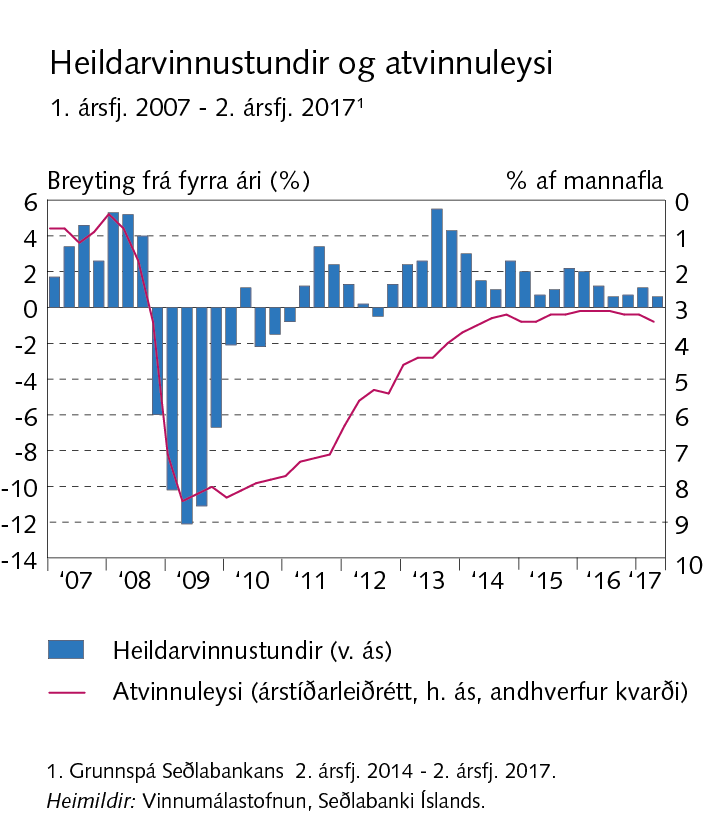 Heildarvinnustundir og atvinnuleysi
1. ársfj. 2007 - 2. ársfj. 2017¹
Breyting frá fyrra ári (%) % af mannafla
6 0
4 1
2 2
0 3
-2 4
-4 5
-6 6
-8 7
-10 8
-12 9
-14 10
‘07 ‘08 ‘09 ‘10 ‘11 ‘12 ‘13 ‘14 ‘15 ‘16 ‘17
Heildarvinnustundir (v. ás)
Atvinnuleysi (árstíðarleiðrétt, h. ás, andhverfur kvarði)
1. Grunnspá Seðlabankans 2. ársfj. 2014 - 2. ársfj. 2017.
Heimildir: Vinnumálastofnun, Seðlabanki Íslands.